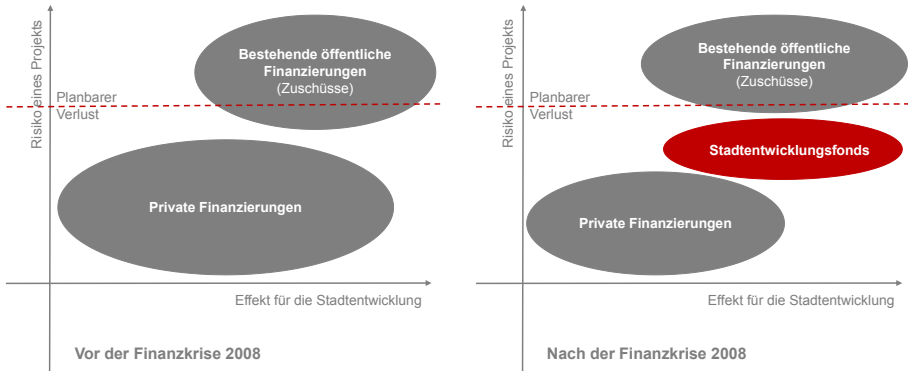 Risiko eines Projekts
Bestehende öffentliche
Finanzierungen
(Zuschüsse)
Planbarer
Verlust
Private Finanzierungen
Effekt für die Stadtentwicklung
Vor der Finanzkrise 2008
Risiko eines Projekts
Bestehende öffentliche
Finanzierungen
(Zuschüsse)
Planbarer
Verlust
Stadtentwicklungsfonds
Private Finanzierungen
Effekt für die Stadtentwicklung
Nach der Finanzkrise 2008